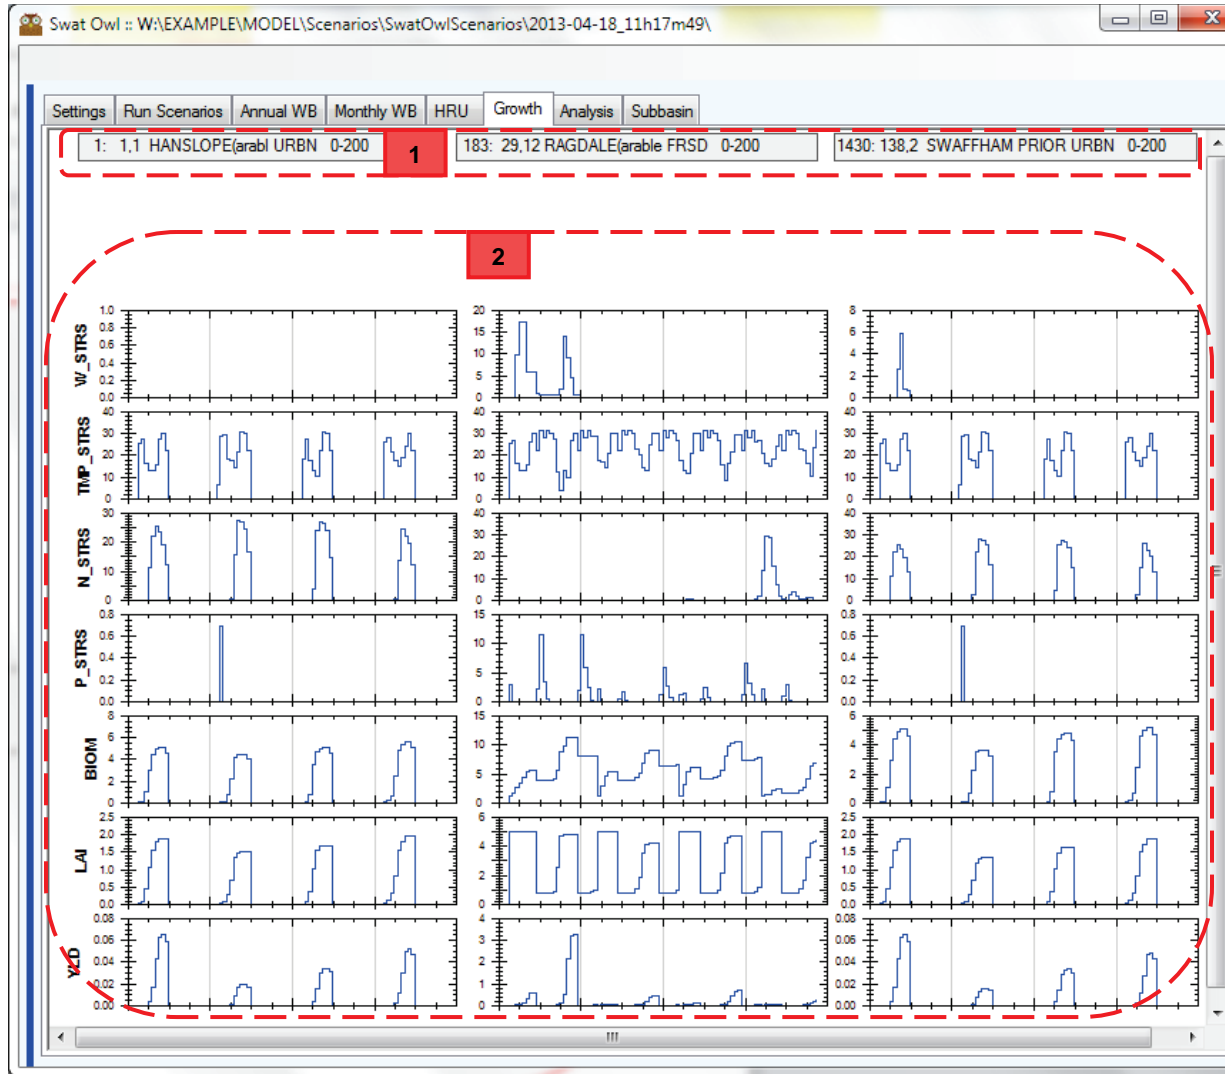 Swat Owl :: W:\EXAMPLE\MODEL\Scenarios\SwatOwlScenarios\2013-04-18_11h17m49\
Settings Run Scenarios Annual WB Monthly WB HRU Growth Analysis Subbasin
1: 1,1 HANSLOPE(arabl URBN 0-200 1 183: 29,12 RAGDALE(arable FRSD 0-200 1430: 138,2 SWAFFHAM PRIOR URBN 0-200
2
W_STRS
1.0 0.8 0.6 0.4 0.2 0.0
20 15 10 5 0
8 6 4 2 0
TMP_STRS
40 30 20 10 0
40 30 20 10 0
40 30 20 10 0
N_STRS
30 20 10 0
40 30 20 10 0
40 30 20 10 0
P_STRS
0.8 0.6 0.4 0.2 0.0
15 10 5 0
0.8 0.6 0.4 0.2 0.0
BIOM
8 6 4 2 0
15 10 5 0
6 4 2 0
LAI
2.5 2.0 1.5 1.0 0.5 0.0
6 4 2 0
2.5 2.0 1.5 1.0 0.5 0.0
YLD
0.08 0.06 0.04 0.02 0.00
4 3 2 1 0
0.08 0.06 0.04 0.02 0.00